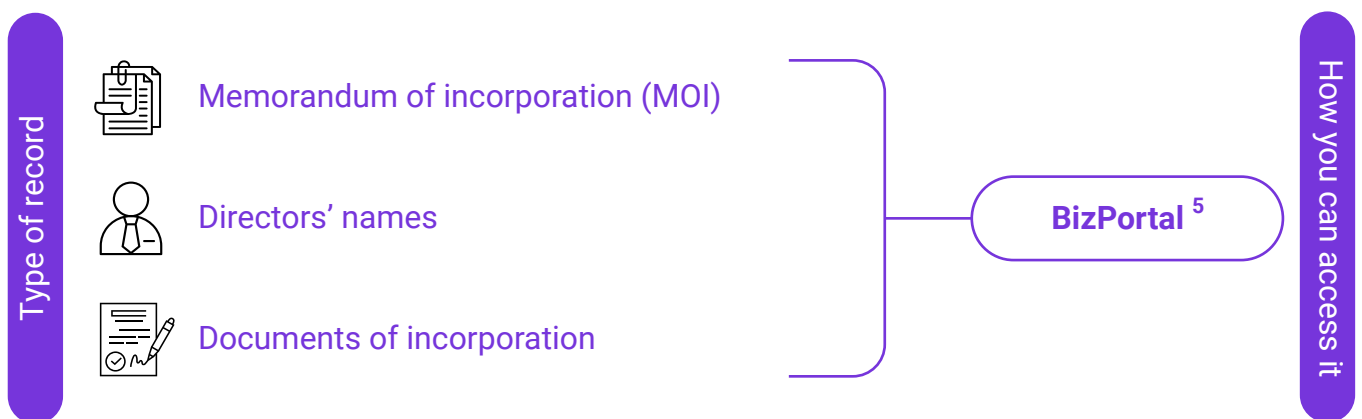 Type of record
Memorandum of incorporation (MOI)
Directors’ names
Documents of incorporation
BizPortal 5
How you can access it